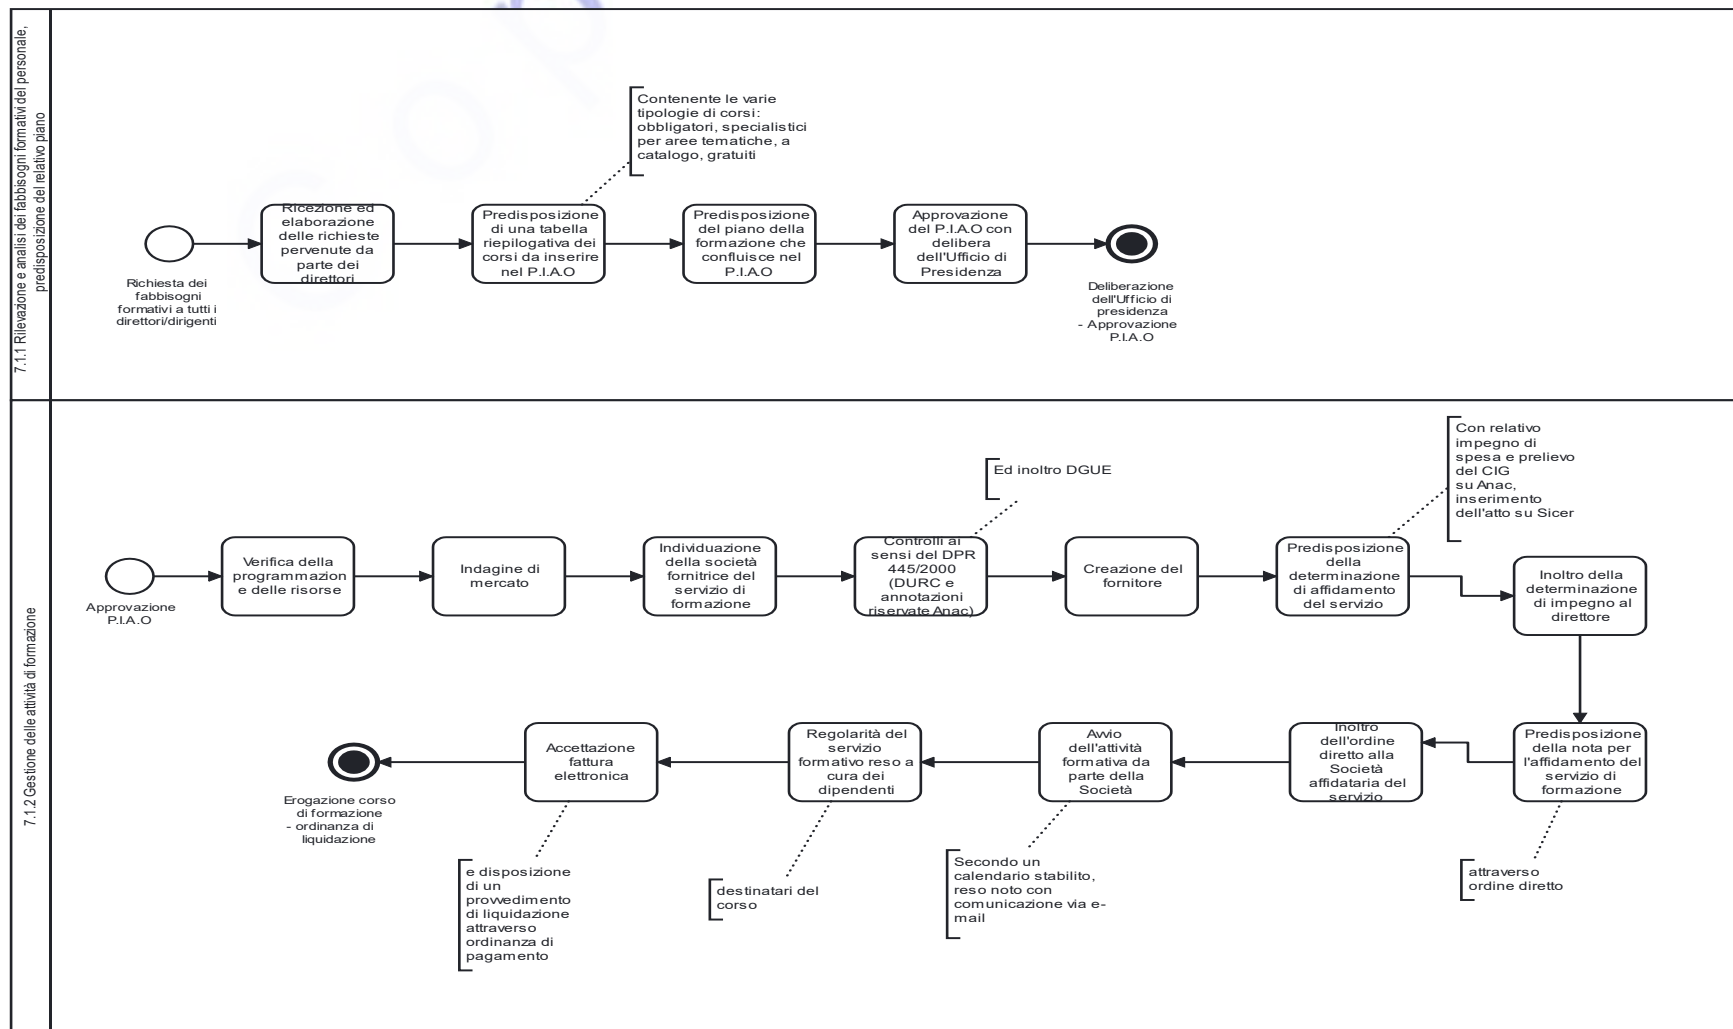 7.1.1 Rilevazione e analisi dei fabbisogni formativi del personale,
predisposizione del relativo piano
Contenente le varie
tipologie di corsi:
obbligatori, specialistici
per aree tematiche, a
catalogo, gratuiti
Richiesta dei
fabbisogni
formativi a tutti i
direttori/dirigenti
Ricezione ed
elaborazione
delle richieste
pervenute da
parte dei
direttori
Predisposizione
di una tabella
riepilogativa dei
corsi da inserire
nel P.I.A.O
Predisposizione
del piano della
formazione che
confluisce nel
P.I.A.O
Approvazione
del P.I.A.O con
delibera
dell'Ufficio di
Presidenza
Deliberazione
dell'Ufficio di
presidenza
- Approvazione
P.I.A.O
7.1.2 Gestione delle attività di formazione
Approvazione
P.I.A.O
Verifica della
programmazion
e delle risorse
Indagine di
mercato
Individuazione
della società
fornitrice del
servizio di
formazione
Ed inoltro DGUE
Controlli ai
sensi del DPR
445/2000
(DURC e
annotazioni
riservate Anac)
Creazione del
fornitore
Con relativo
impegno di
spesa e prelievo
del CIG
su Anac,
inserimento
dell'atto su Sicer
Predisposizione
della
determinazione
di affidamento
del servizio
Inoltro della
determinazione
di impegno al
direttore
Predisposizione
della nota per
l'affidamento del
servizio di
formazione
attraverso
ordine diretto
Inoltro
dell'ordine
diretto alla
Società
affidataria del
servizio
Avvio
dell'attività
formativa da
parte della
Società
Secondo un
calendario stabilito,
reso noto con
comunicazione via e-
mail
Regolarità del
servizio
formativo reso a
cura dei
dipendenti
destinatari del
corso
Accettazione
fattura
elettronica
e disposizione
di un
provvedimento
di liquidazione
attraverso
ordinanza di
pagamento
Erogazione corso
di formazione
- ordinanza di
liquidazione